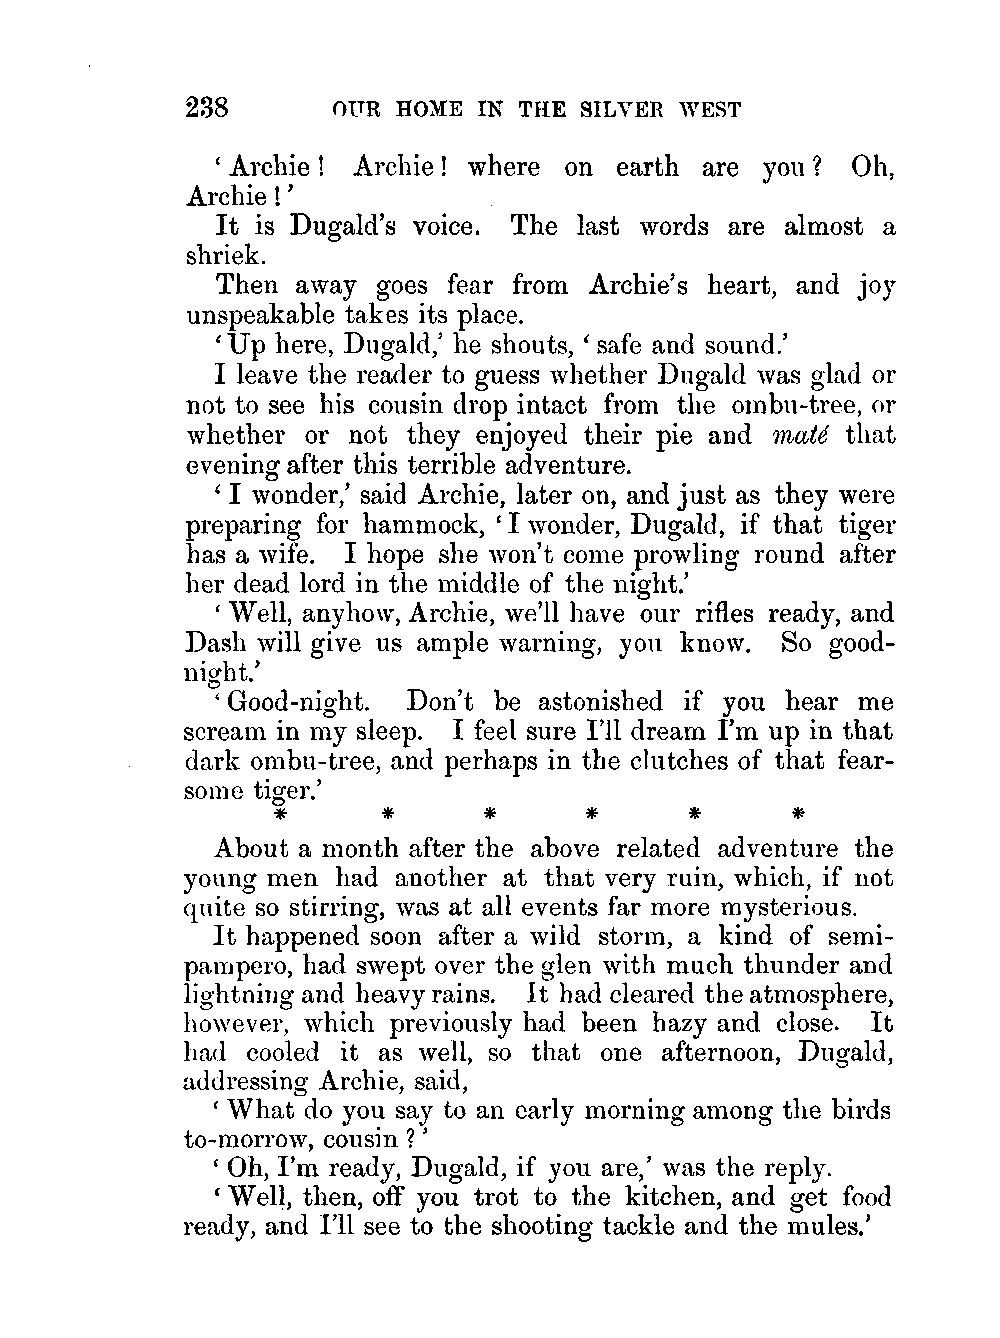 238 OUR HOME IN THE SILVER WEST
‘Archie! Archie! where on earth are you? Oh,
Archie!’
It is Dugald’s voice. The last words are almost a
shriek.
Then away goes fear from Archie’s heart, and joy
unspeakable takes its place.
‘Up here, Dugald,’ he shouts, ‘safe and sound.’
I leave the reader to guess whether Dugald was glad or
not to see his cousin drop intact from the ombu-tree, or
whether or not they enjoyed their pie and maté that
evening after this terrible adventure.
‘I wonder,’ said Archie, later on, and just as they were
preparing for hammock, ‘I wonder, Dugald, if that tiger
has a wife. I hope she won’t come prowling round after
her dead lord in the middle of the night.’
‘Well, anyhow, Archie, we’ll have our rifles ready, and
Dash will give us ample warning, you know. So good-
night.’
‘Good-night. Don’t be astonished if you hear me
scream in my sleep. I feel sure I’ll dream I’m up in that
dark ombu-tree, and perhaps in the clutches of that fear-
some tiger.’
* * * * * *
About a month after the above related adventure the
young men had another at that very ruin, which, if not
quite so stirring, was at all events far more mysterious.
It happened soon after a wild storm, a kind of semi-
pampero, had swept over the glen with much thunder and
lightning and heavy rains. It had cleared the atmosphere,
however, which previously had been hazy and close. It
had cooled it as well, so that one afternoon, Dugald,
addressing Archie, said,
‘What do you say to an early morning among the birds
to-morrow, cousin?’
‘Oh, I’m ready, Dugald, if you are,’ was the reply.
‘Well, then, off you trot to the kitchen, and get food
ready, and I’ll see to the shooting tackle and the mules.’